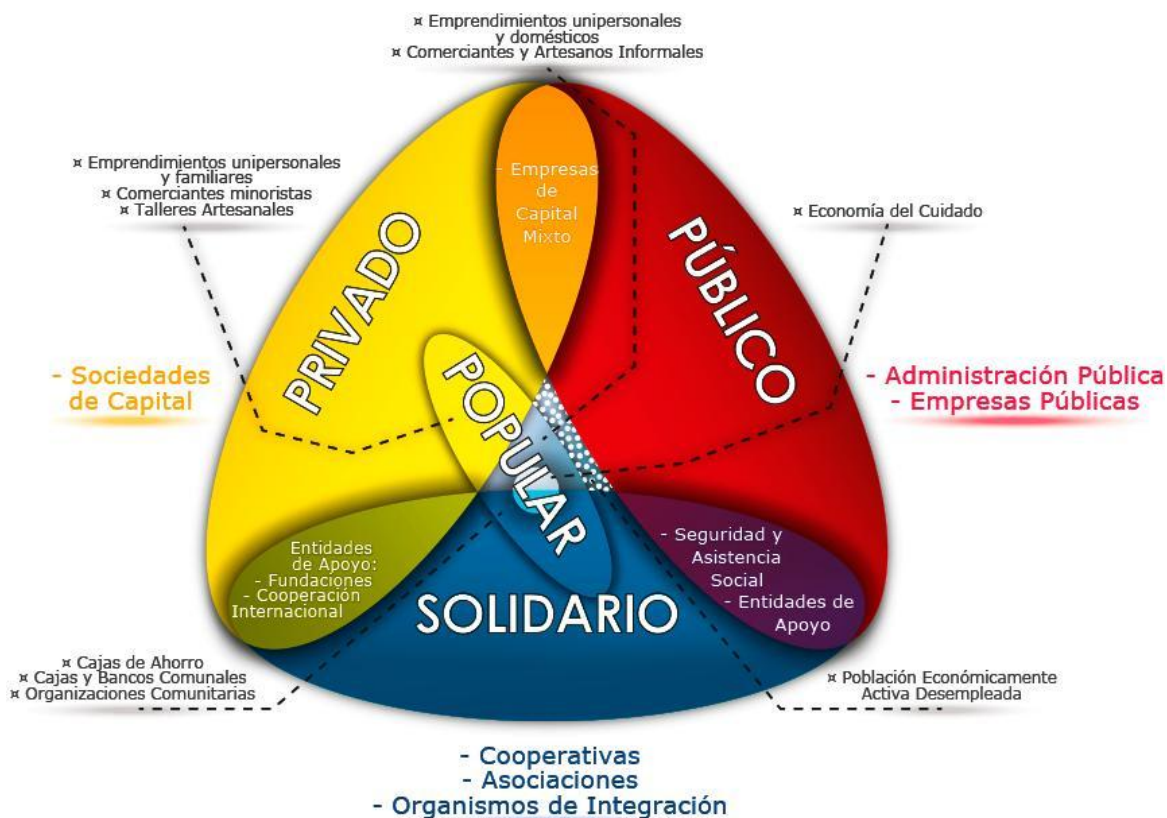 ¤ Emprendimientos unipersonales
y domésticos
¤ Comerciantes y Artesanos Informales
¤ Emprendimientos unipersonales
y familiares
¤ Comerciantes minoristas
¤ Talleres Artesanales
- Empresas
de
Capital
Mixto
¤ Economía del Cuidado
PRIVADO
PÚBLICO
- Sociedades
de Capital
- Administración Pública
- Empresas Públicas
POPULAR
Entidades
de Apoyo:
- Fundaciones
- Cooperación
Internacional
- Seguridad y
Asistencia
Social
- Entidades de
Apoyo
SOLIDARIO
¤ Cajas de Ahorro
¤ Cajas y Bancos Comunales
¤ Organizaciones Comunitarias
¤ Población Económicamente
Activa Desempleada
- Cooperativas
- Asociaciones
- Organismos de Integración